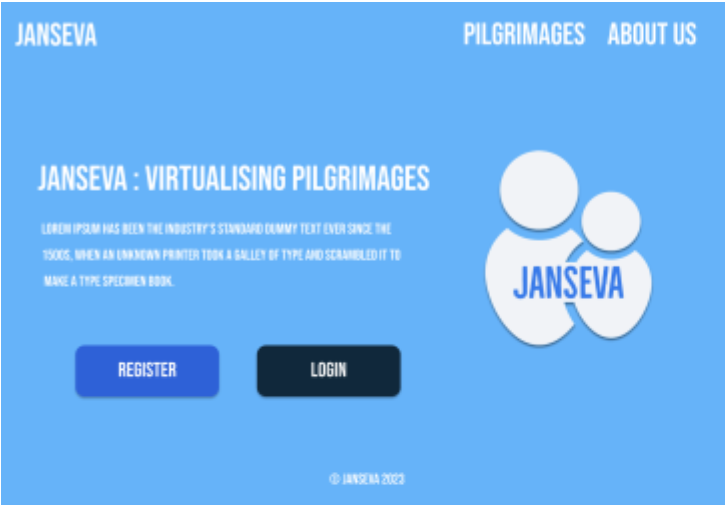 JANSEVA
PILGRIMAGES ABOUT US
JANSEVA : VIRTUALISING PILGRIMAGES
LOREM IPSUM HAS BEEN THE INDUSTRY'S STANDARD DUMMY TEXT EVER SINCE THE
1500S, WHEN AN UNKNOWN PRINTER TOOK A GALLEY OF TYPE AND SCRAMBLED IT TO
MAKE A TYPE SPECIMEN BOOK.
JANSEVA
REGISTER LOGIN
© JANSEVA 2023